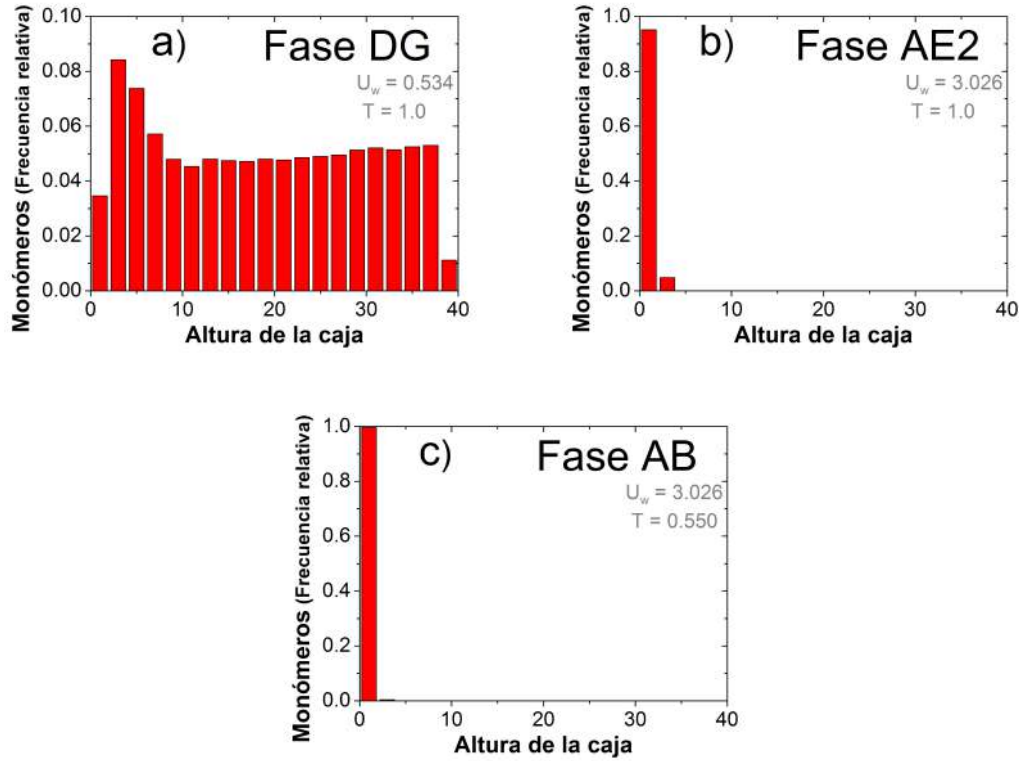 a) Fase DG
U_w = 0.534
T = 1.0
0.10
0.08
0.06
0.04
0.02
0.00
Monómeros (Frecuencia relativa)
0 10 20 30 40
Altura de la caja
b) Fase AE2
U_w = 3.026
T = 1.0
1.0
0.8
0.6
0.4
0.2
0.0
Monómeros (Frecuencia relativa)
0 10 20 30 40
Altura de la caja
c) Fase AB
U_w = 3.026
T = 0.550
1.0
0.8
0.6
0.4
0.2
0.0
Monómeros (Frecuencia relativa)
0 10 20 30 40
Altura de la caja